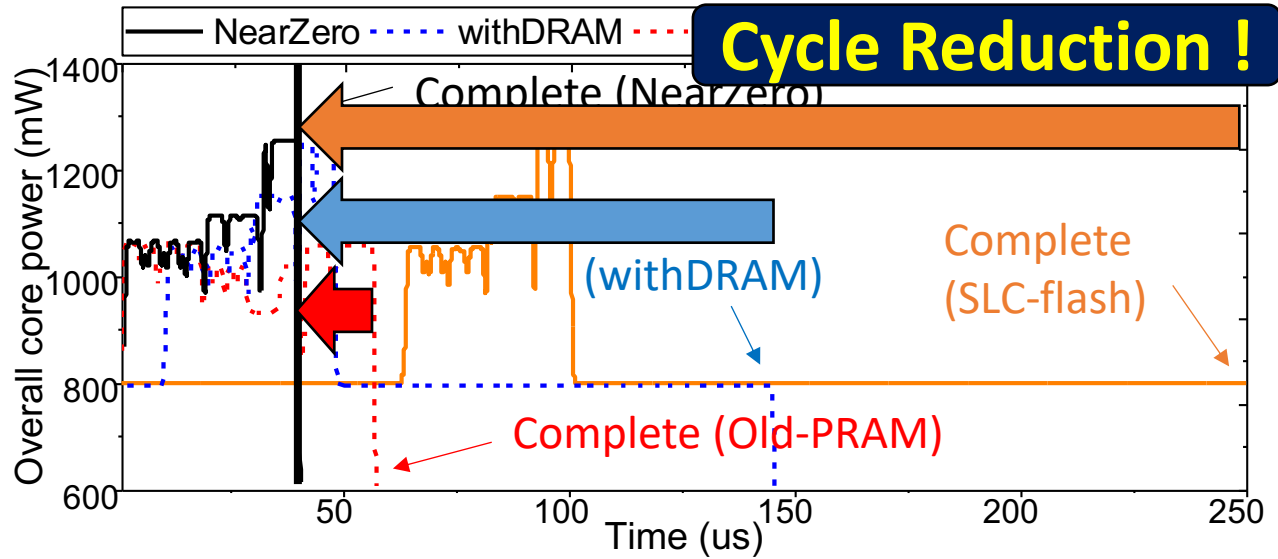 NearZero withDRAM
Cycle Reduction !
Complete (NearZero)
Overall core power (mW)
1400
1200
1000
800
600
(withDRAM)
Complete
(SLC-flash)
Complete (Old-PRAM)
50 100 150 200 250
Time (us)